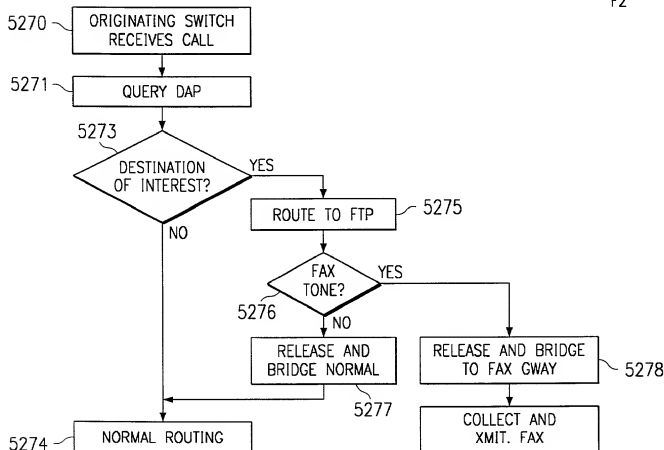 F2
5270
ORIGINATING SWITCH
RECEIVES CALL
5271
QUERY DAP
5273
DESTINATION
OF INTEREST?
YES
NO
ROUTE TO FTP
5275
FAX
TONE?
YES
5276
NO
RELEASE AND
BRIDGE NORMAL
5277
RELEASE AND BRIDGE
TO FAX GWAY
5278
5274
NORMAL ROUTING
COLLECT AND
XMIT. FAX